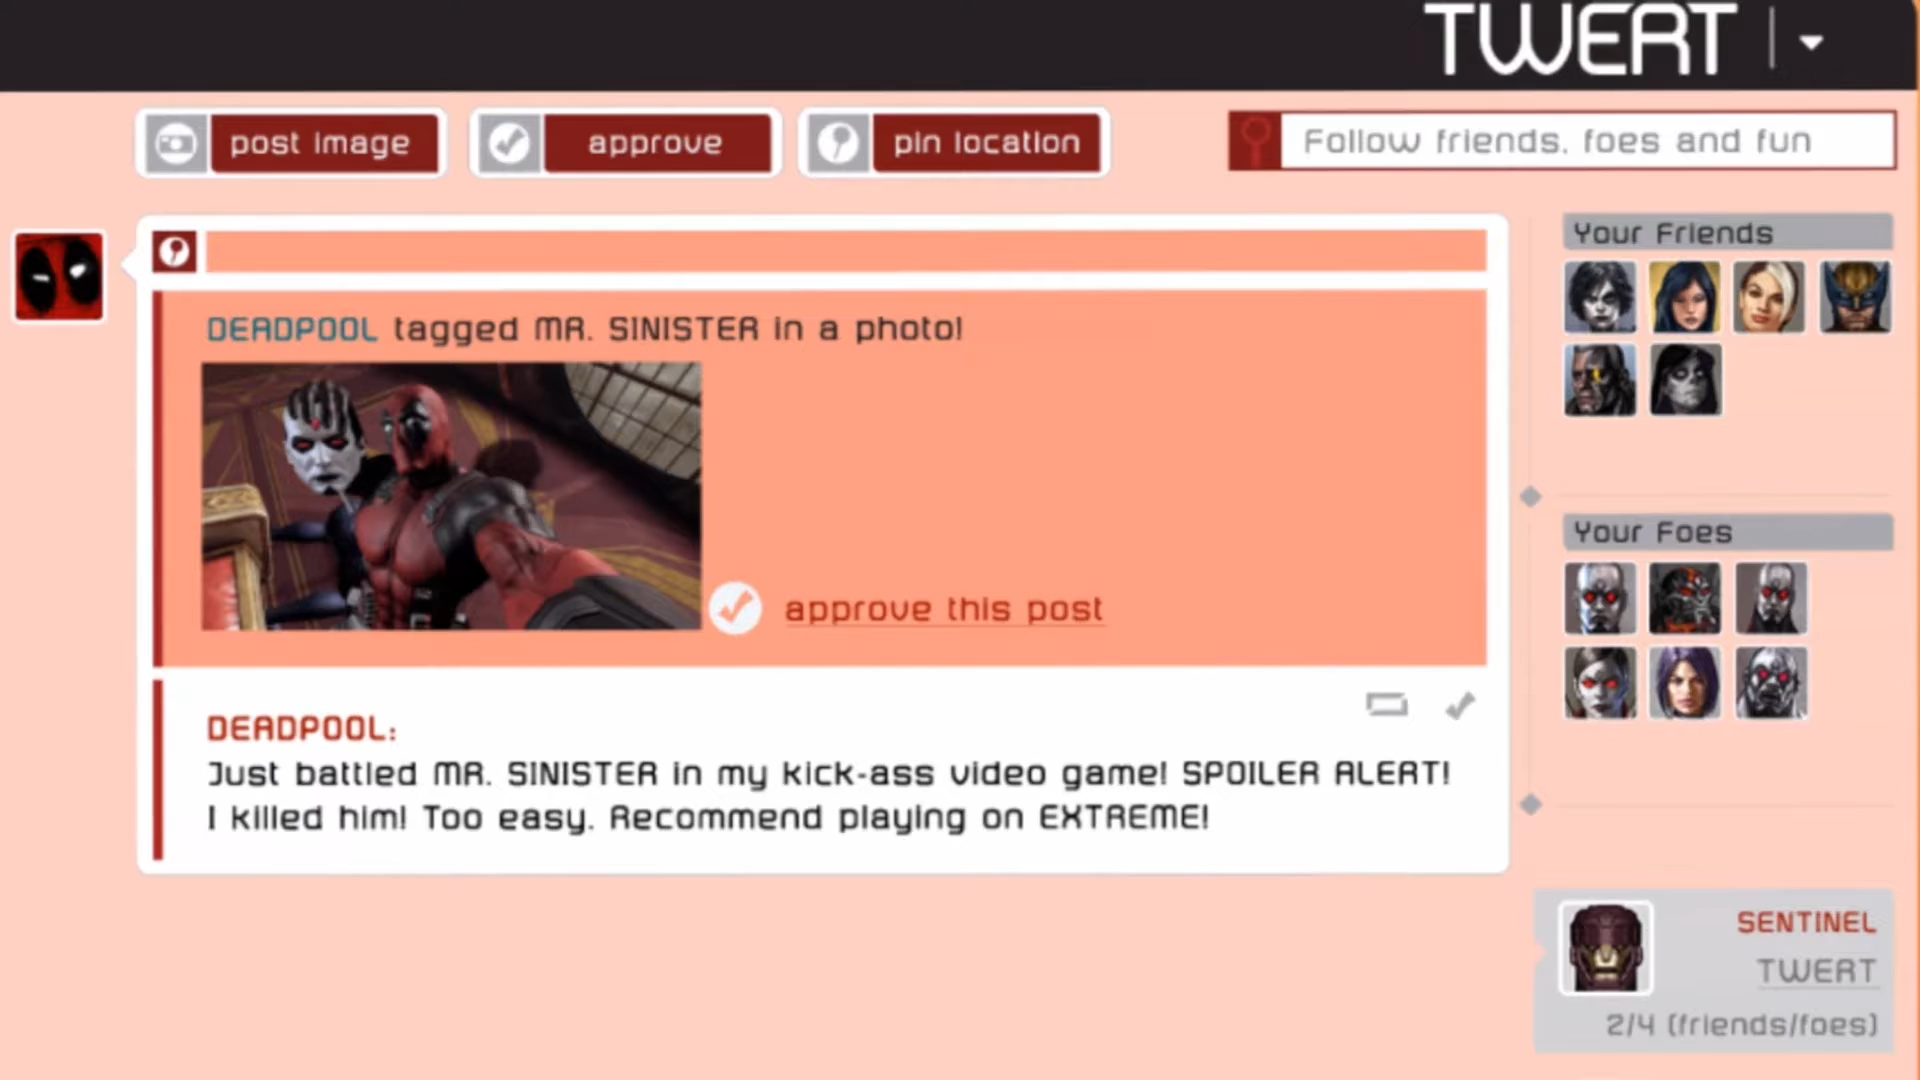 TWERT
post image
approve
pin location
Follow friends, foes and fun
Your Friends
DEADPOOL tagged MR. SINISTER in a photo!
approve this post
Your Foes
DEADPOOL:
Just battled MR. SINISTER in my kick-ass video game! SPOILER ALERT!
I killed him! Too easy. Recommend playing on EXTREME!
SENTINEL
TWERT
2/4 (friends/foes)